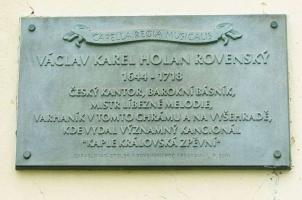 CAPELLA REGIA MUSICALIS
VÁCLAV KAREL HOLAN ROVENSKÝ
1644 - 1718
ČESKÝ KANTOR, BAROKNÍ BÁSNÍK,
MISTR LÍBEZNÉ MELODIE,
VARHANÍK V TOMTO CHRÁMU A NA VYŠEHRADĚ,
KDE VYDAL VÝZNAMNÝ KANCIONÁL
"KAPLE KRÁLOVSKÁ ZPĚVNÍ"